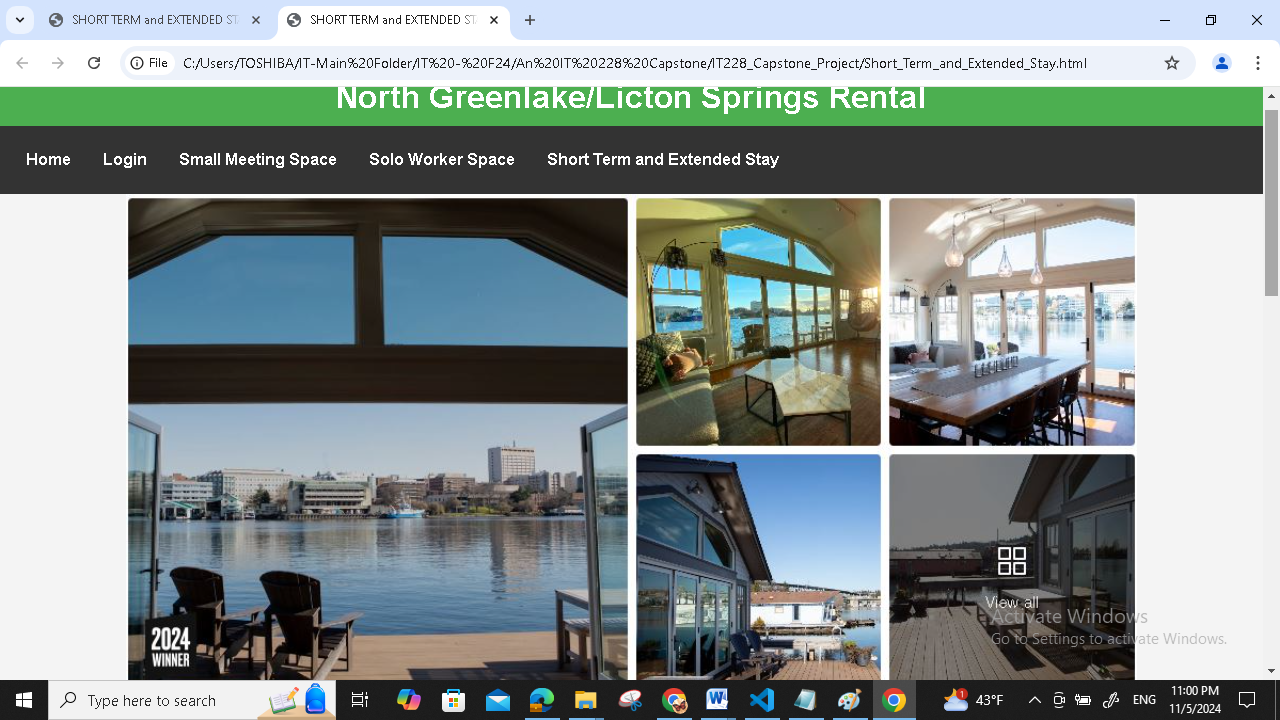 SHORT TERM and EXTENDED ST
SHORT TERM and EXTENDED ST
File
C:/Users/TOSHIBA/IT-Main%20Folder/IT%20-%20F24/An%20IT%20228%20Capstone/IT228_Capstone_Project/Short_Term_and_Extended_Stay.html
North Greenlake/Licton Springs Rental
Home Login Small Meeting Space Solo Worker Space Short Term and Extended Stay
2024
WINNER
View all
Activate Windows
Go to Settings to activate Windows.
Type here to search
1
43°F
ENG
11:00 PM
11/5/2024